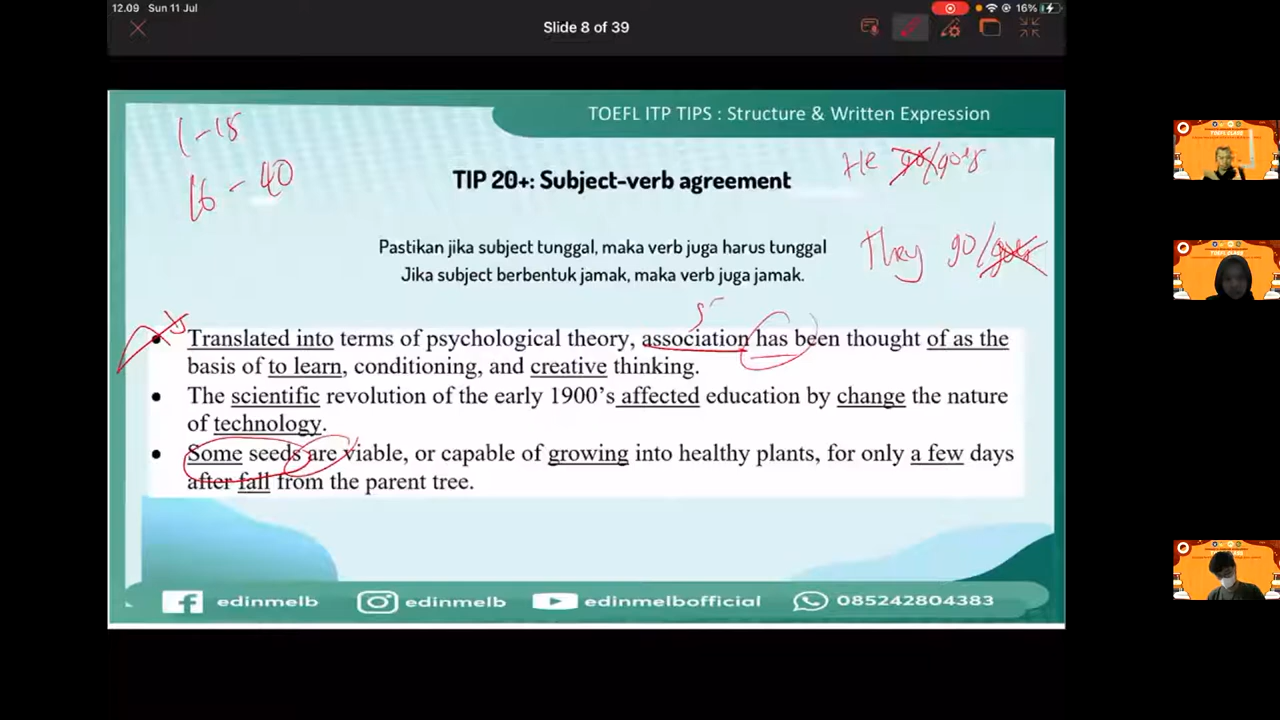 12.09 Sun 11 Jul
16%
Slide 8 of 39
TOEFL ITP TIPS : Structure & Written Expression
1-15
16 - 40
TIP 20+: Subject-verb agreement
He go/goes
They go/goes
Pastikan jika subject tunggal, maka verb juga harus tunggal
Jika subject berbentuk jamak, maka verb juga jamak.
Translated into terms of psychological theory, association has been thought of as the
basis of to learn, conditioning, and creative thinking.
The scientific revolution of the early 1900's affected education by change the nature
of technology.
Some seeds are viable, or capable of growing into healthy plants, for only a few days
after fall from the parent tree.
edinmelb
edinmelb
edinmelbofficial
085242804383